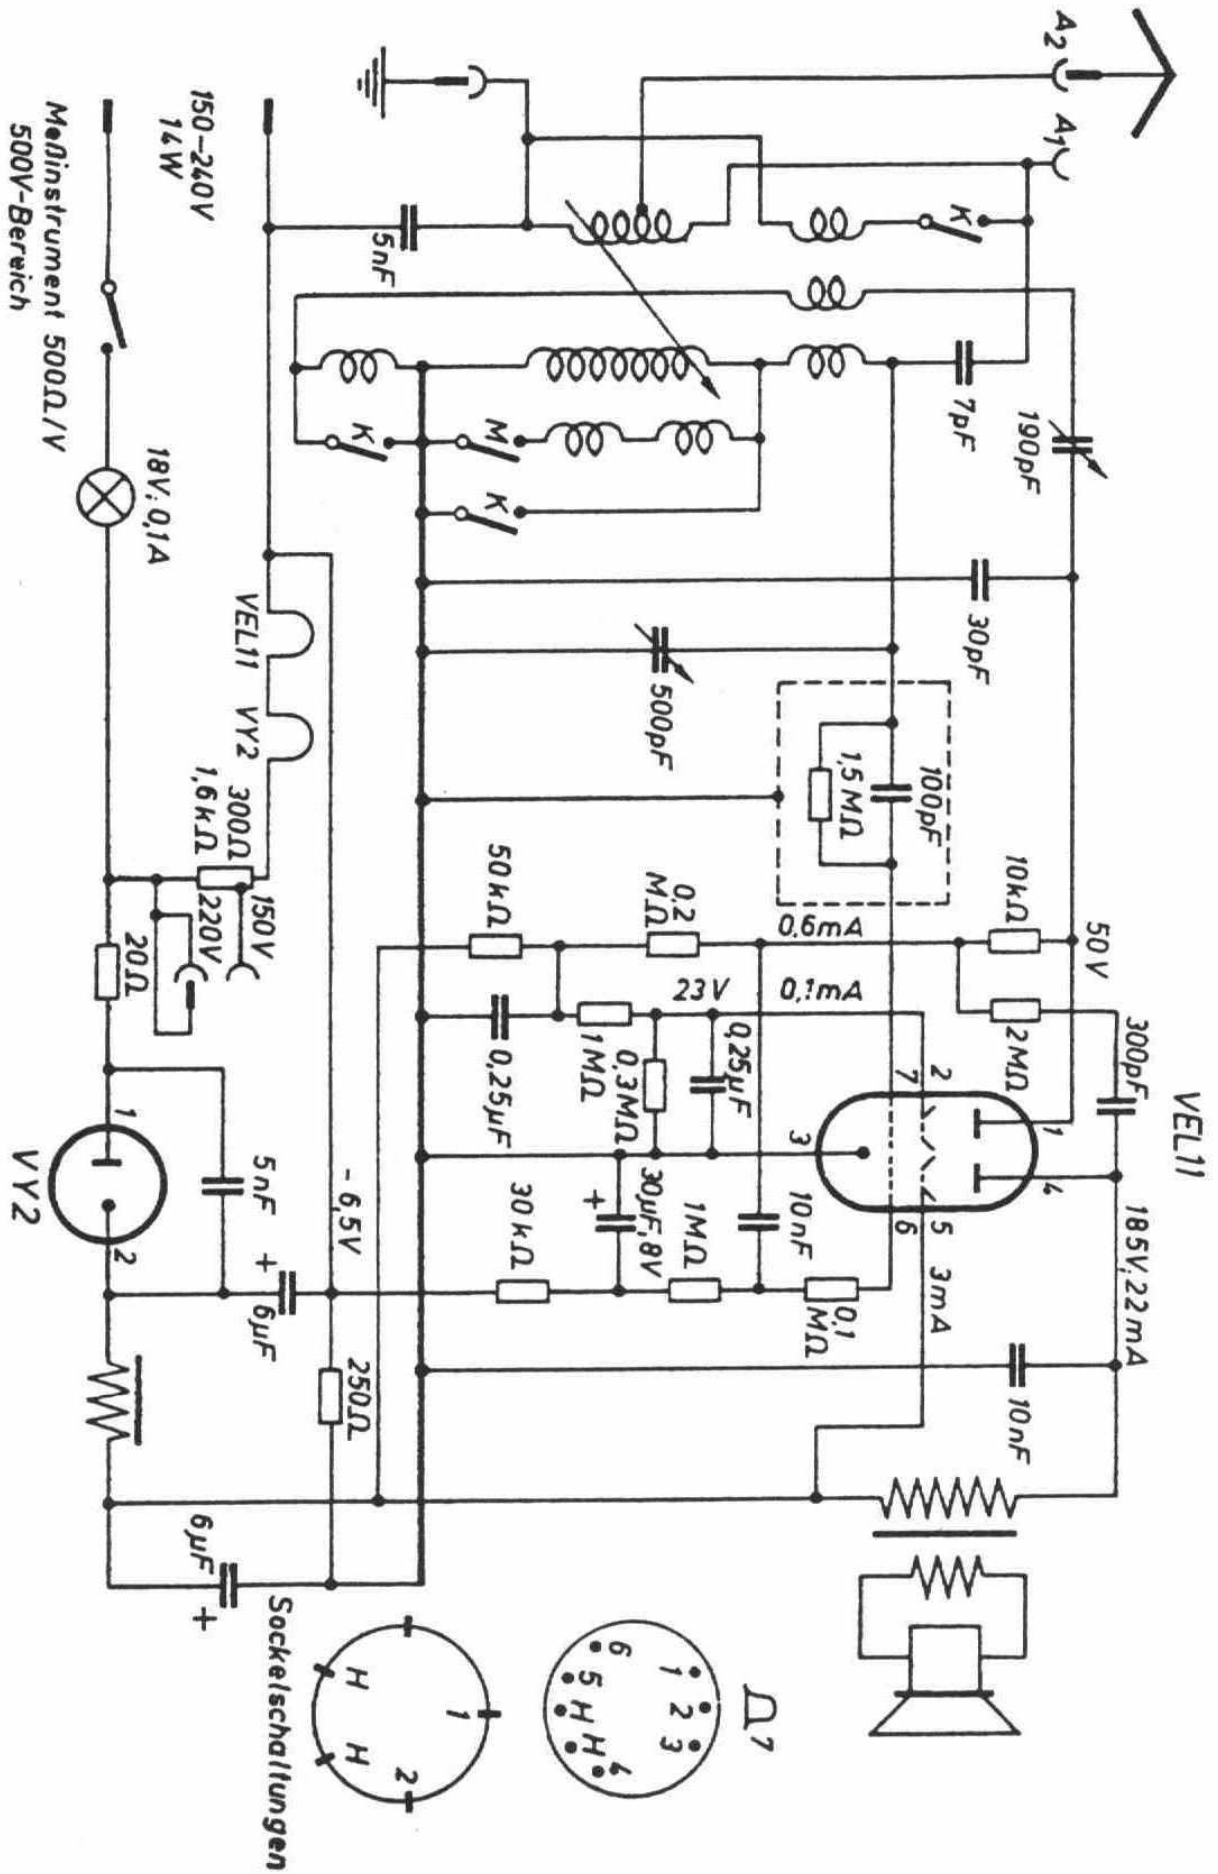 A2
A1
K
5nF
7pF
190pF
K
M
K
30pF
500pF
100pF
1,5 MΩ
150-240V
14W
Meßinstrument 500Ω/V
500V-Bereich
18V; 0,1A
VEL11
VY2
300Ω
1,6kΩ
150V
220V
20Ω
50kΩ
0,2
MΩ
10kΩ
50V
0,6mA
0,1mA
23V
2MΩ
300pF
VEL11
1MΩ
0,25µF
0,3MΩ
0,25µF
2
7
1
4
3
5
6
185V; 22mA
3mA
30µF, 8V
+
30kΩ
1MΩ
10nF
0,1
MΩ
10nF
1
2
VY2
5nF
-6,5V
+
6µF
250Ω
6µF
+
Sockelschaltungen
1
2
H
H
1
2
3
4
H
H
5
6
7